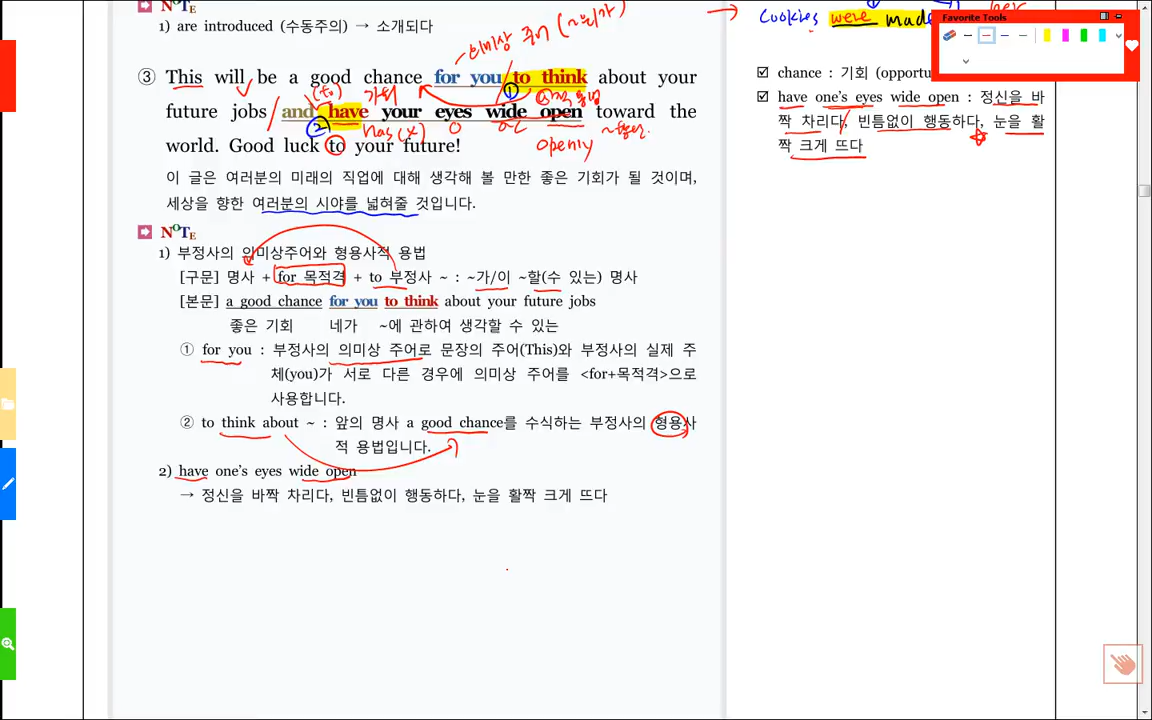 NOTE
1) are introduced (수동주의) → 소개되다
Cookies were made
Favorite Tools
~의미상 주어 (~뭐가)
③ This will be a good chance for you to think about your
(to)
①
future jobs / and have your eyes wide open toward the
② has (x) O O·C openly
world. Good luck to your future!
이 글은 여러분의 미래의 직업에 대해 생각해 볼 만한 좋은 기회가 될 것이며,
세상을 향한 여러분의 시야를 넓혀줄 것입니다.
NOTE
1) 부정사의 의미상주어와 형용사적 용법
[구문] 명사 + for 목적격 + to 부정사 ~ : ~가/이 ~할(수 있는) 명사
[본문] a good chance for you to think about your future jobs
좋은 기회 네가 ~에 관하여 생각할 수 있는
① for you : 부정사의 의미상 주어로 문장의 주어(This)와 부정사의 실제 주
체(you)가 서로 다른 경우에 의미상 주어를 <for+목적격>으로
사용합니다.
② to think about ~ : 앞의 명사 a good chance를 수식하는 부정사의 형용사
적 용법입니다.
2) have one's eyes wide open
→ 정신을 바짝 차리다, 빈틈없이 행동하다, 눈을 활짝 크게 뜨다
☑ chance : 기회 (opportu
☑ have one's eyes wide open : 정신을 바
짝 차리다, 빈틈없이 행동하다, 눈을 활
짝 크게 뜨다